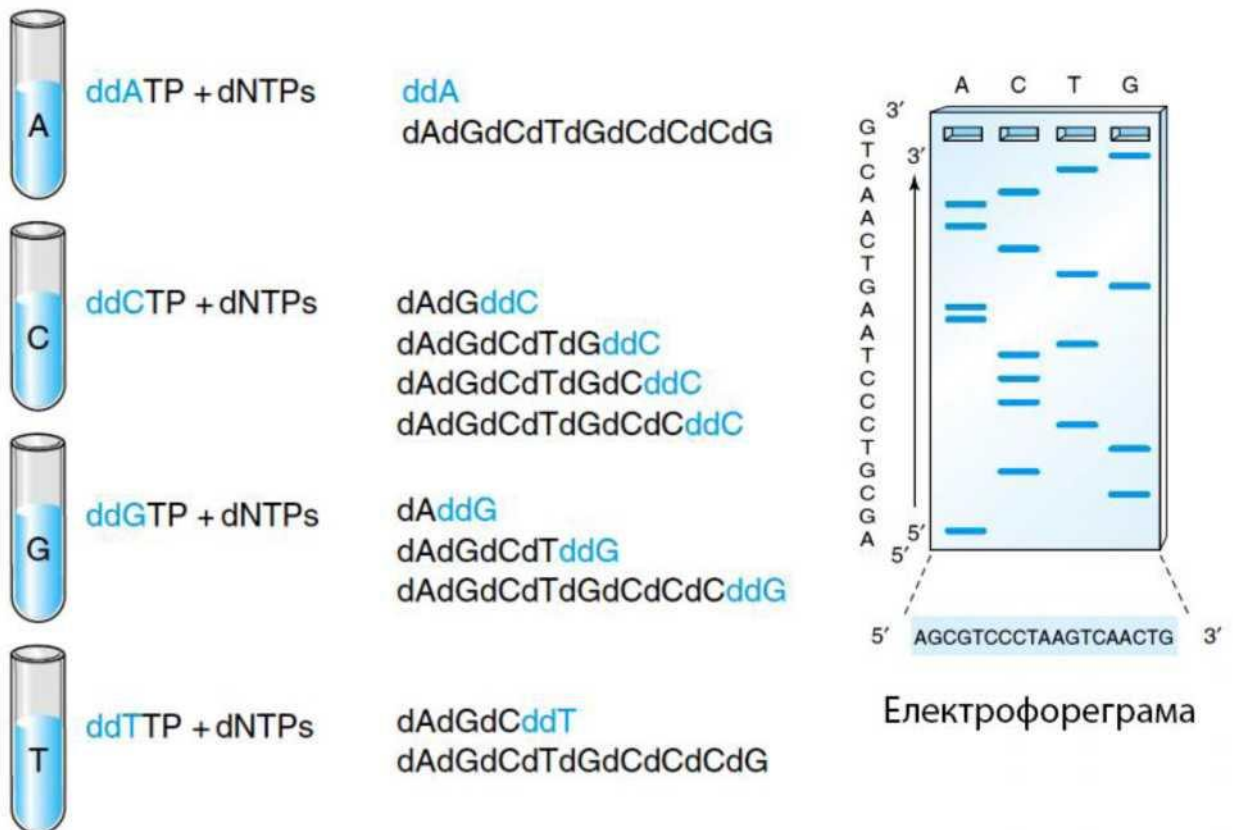 A
ddATP + dNTPs
ddA
dAdGdCdTdGdCdCdCdG
C
ddCTP + dNTPs
dAdGddC
dAdGdCdTdGddC
dAdGdCdTdGdCddC
dAdGdCdTdGdCdCddC
G
ddGTP + dNTPs
dAddG
dAdGdCdTddG
dAdGdCdTdGdCdCdCddG
T
ddTTP + dNTPs
dAdGdCddT
dAdGdCdTdGdCdCdCdG
A C T G
3′
3′
G
T
C
A
A
C
T
G
A
A
T
C
C
C
T
G
C
G
A
5′
5′
5′ AGCGTCCCTAAGTCAACTG 3′
Електрофореграма